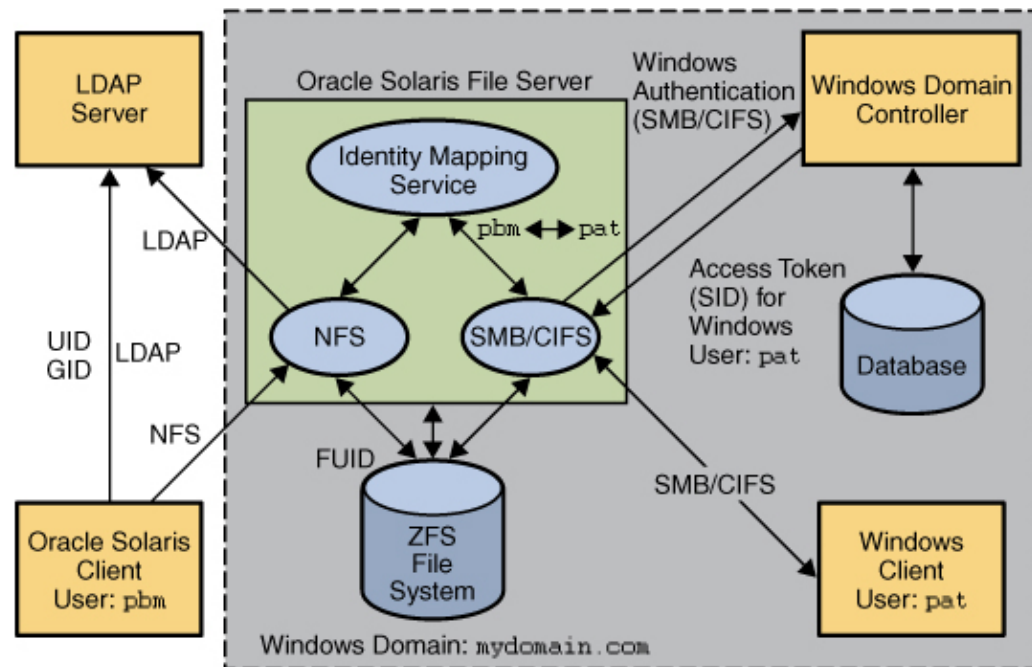 LDAP
Server
Oracle Solaris File Server
Identity Mapping
Service
pbm
pat
NFS
SMB/CIFS
Windows
Authentication
(SMB/CIFS)
Windows Domain
Controller
LDAP
UID
GID
LDAP
NFS
Access Token
(SID) for
Windows
User: pat
Database
FUID
ZFS
File
System
SMB/CIFS
Oracle Solaris
Client
User: pbm
Windows
Client
User: pat
Windows Domain: mydomain.com